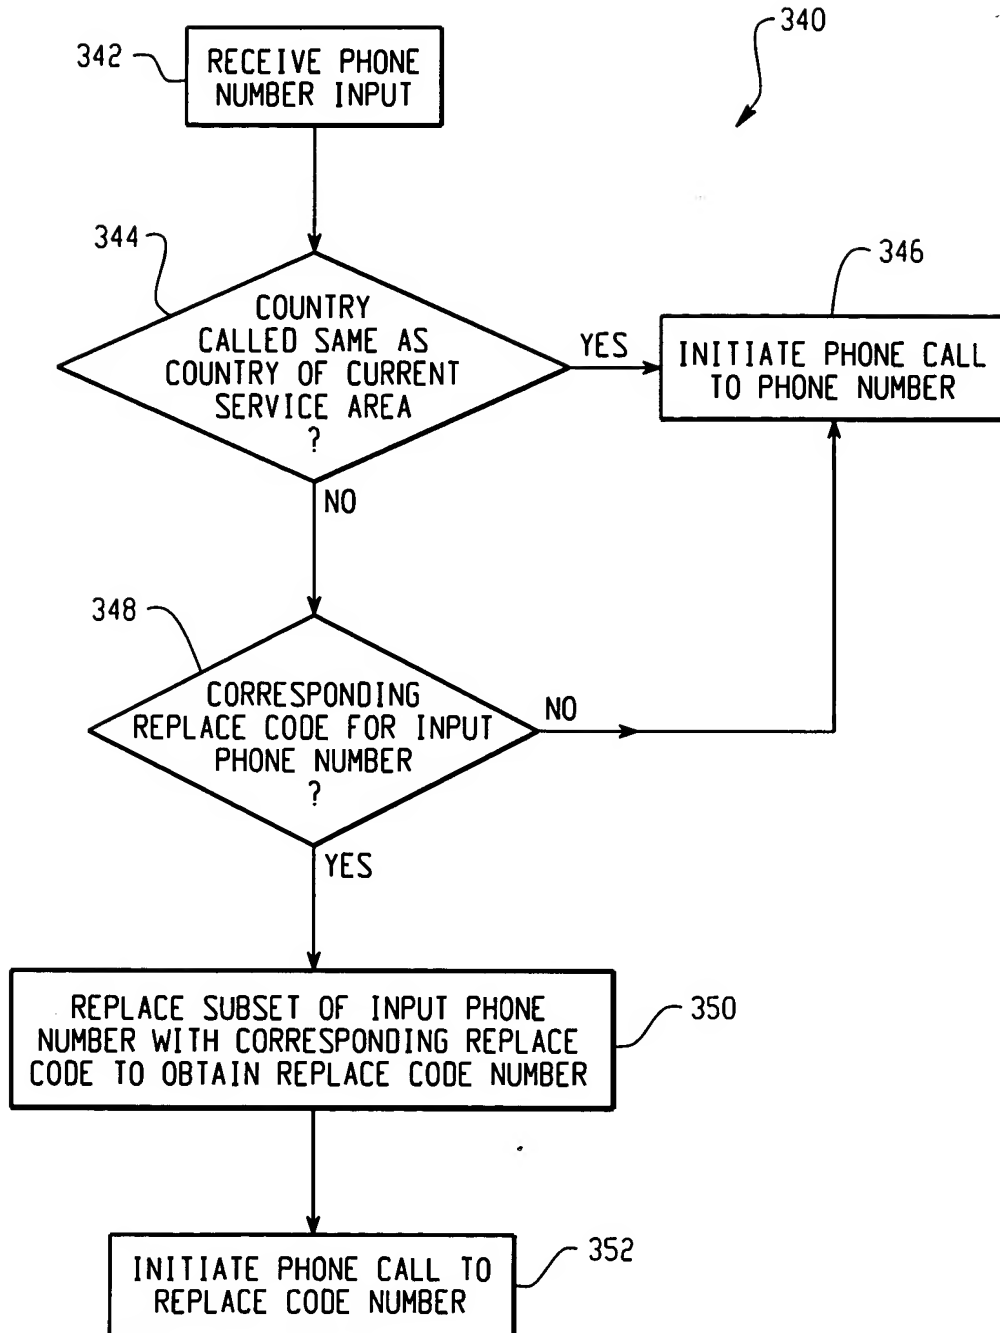 340
342
RECEIVE PHONE
NUMBER INPUT
344
COUNTRY
CALLED SAME AS
COUNTRY OF CURRENT
SERVICE AREA
?
YES
346
INITIATE PHONE CALL
TO PHONE NUMBER
NO
348
CORRESPONDING
REPLACE CODE FOR INPUT
PHONE NUMBER
?
NO
YES
REPLACE SUBSET OF INPUT PHONE
NUMBER WITH CORRESPONDING REPLACE
CODE TO OBTAIN REPLACE CODE NUMBER
350
INITIATE PHONE CALL TO
REPLACE CODE NUMBER
352